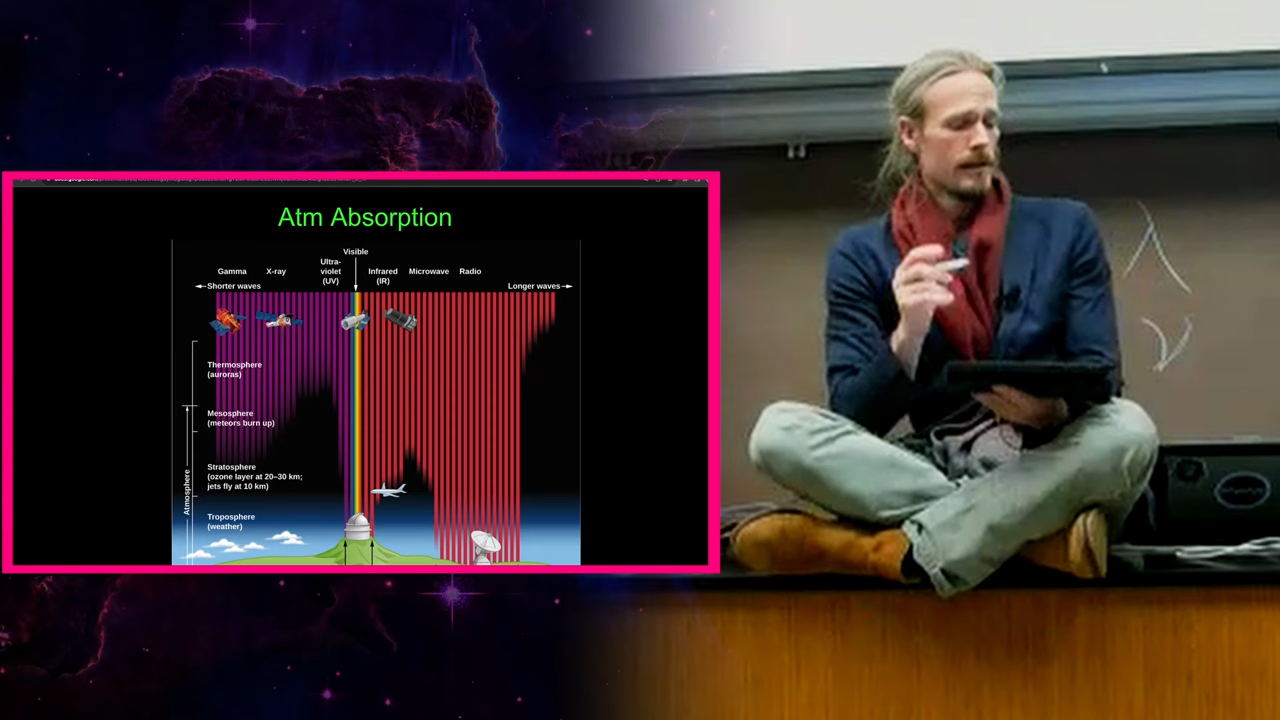 Atm Absorption
Visible
Ultra-
violet
(UV)
Gamma
X-ray
Infrared
(IR)
Microwave
Radio
Shorter waves
Longer waves
Thermosphere
(auroras)
Mesosphere
(meteors burn up)
Stratosphere
(ozone layer at 20–30 km;
jets fly at 10 km)
Troposphere
(weather)
Atmosphere
λ
ν